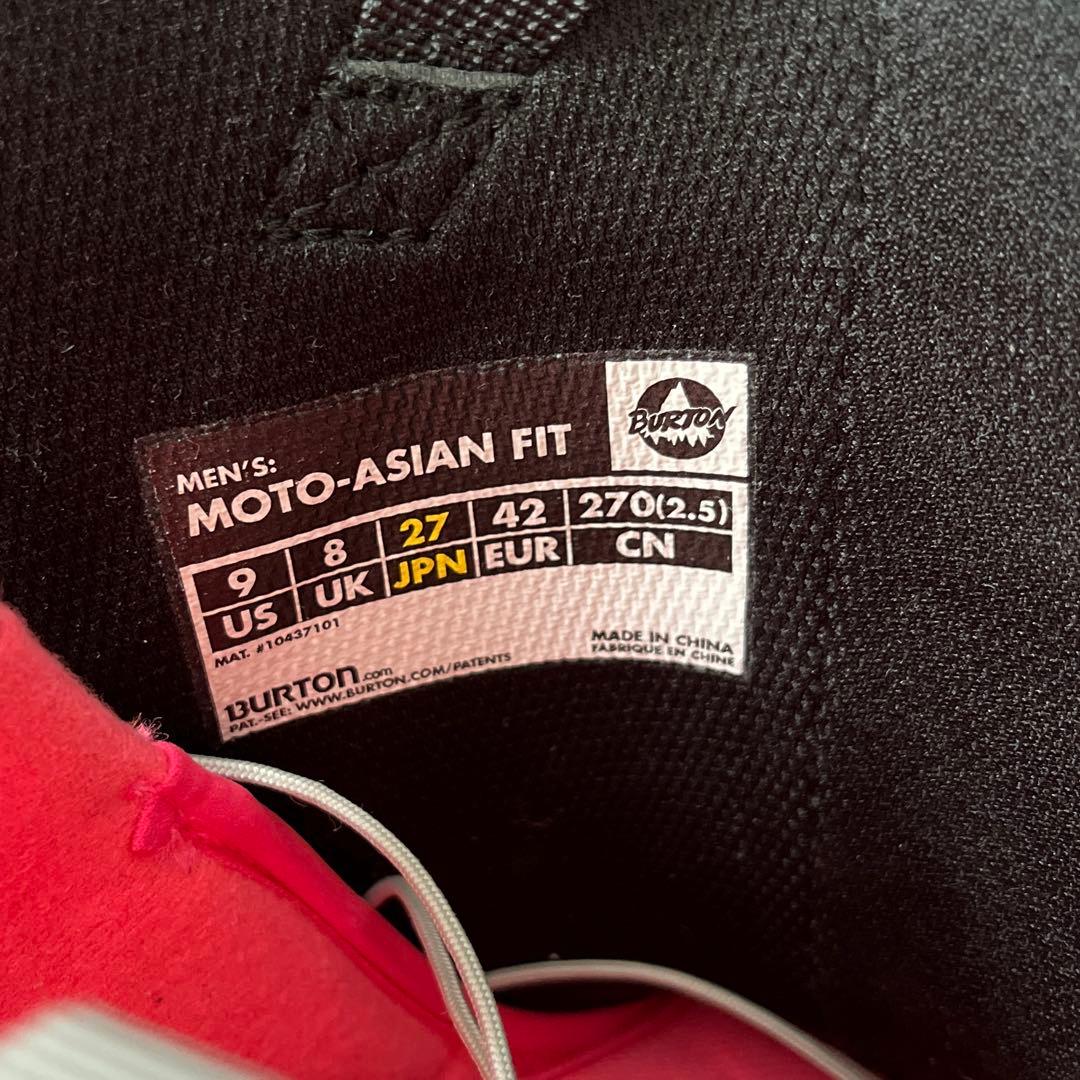 BURTON
MEN'S:
MOTO-ASIAN FIT
9 8 27 42 270(2.5)
US UK JPN EUR CN
MAT. #10437101
MADE IN CHINA
FABRIQUE EN CHINE
BURTON.com
PAT.-SEE: WWW.BURTON.COM/PATENTS